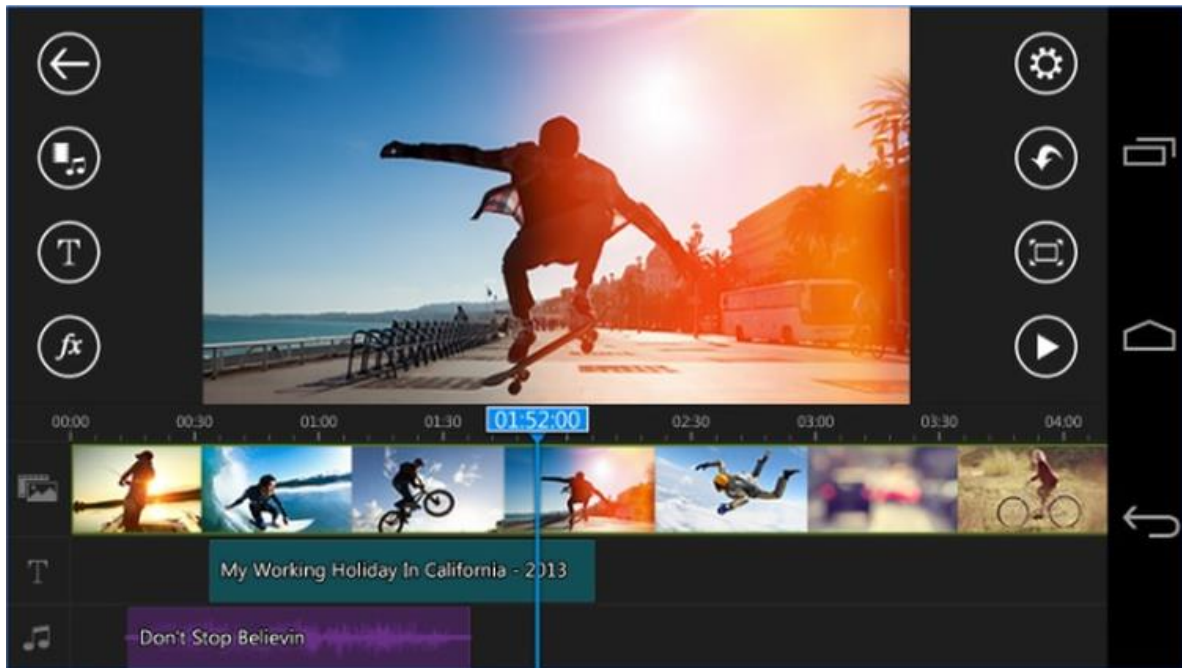 T
fx
00:00 00:30 01:00 01:30 01:52:00 02:30 03:00 03:30 04:00
T
My Working Holiday In California - 2013
Don't Stop Believin